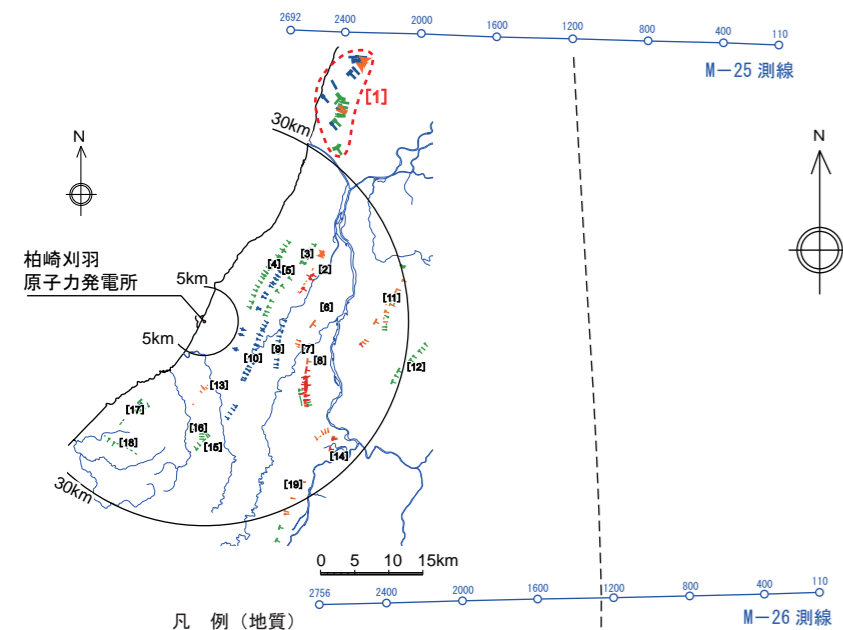 2692 2400 2000 1600 1200 800 400 110
M－25 測線
[1]
30km
N
N
柏崎刈羽
原子力発電所
5km
5km
[3]
[4]
[5]
[2]
[11]
[6]
[7]
[9]
[10]
[8]
[12]
[13]
[17]
[16]
[18]
[15]
[14]
[19]
30km
0 5 10 15km
2756 2400 2000 1600 1200 800 400 110
M－26 測線
凡 例（地質）